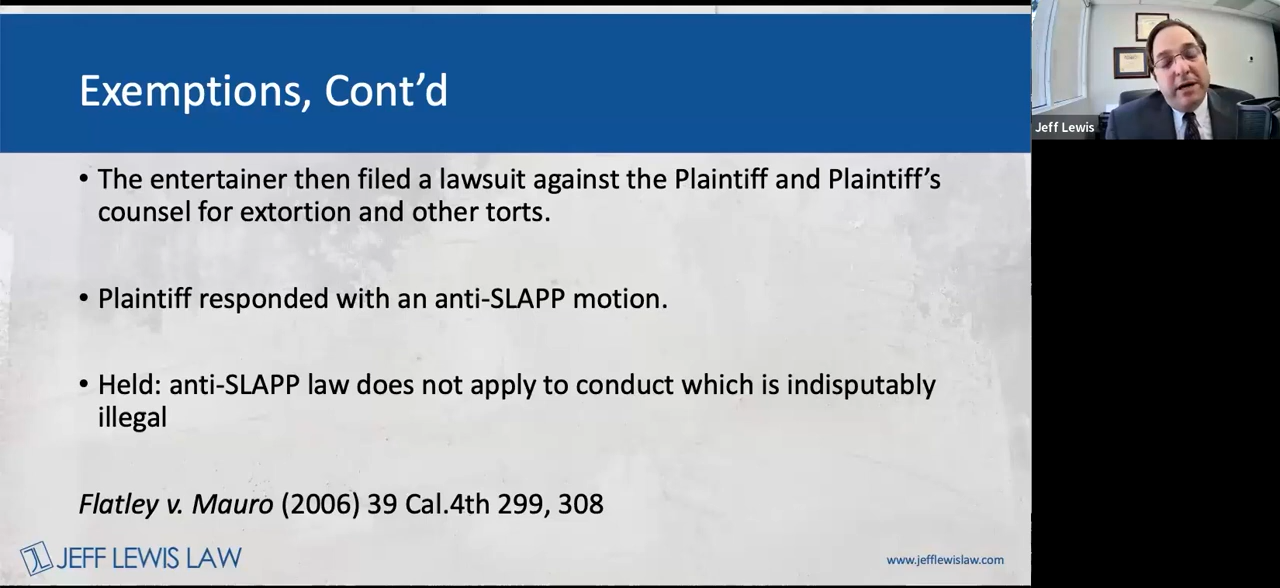 Exemptions, Cont'd
Jeff Lewis
• The entertainer then filed a lawsuit against the Plaintiff and Plaintiff's
counsel for extortion and other torts.
• Plaintiff responded with an anti-SLAPP motion.
• Held: anti-SLAPP law does not apply to conduct which is indisputably
illegal
Flatley v. Mauro (2006) 39 Cal.4th 299, 308
JEFF LEWIS LAW
www.jefflewislaw.com